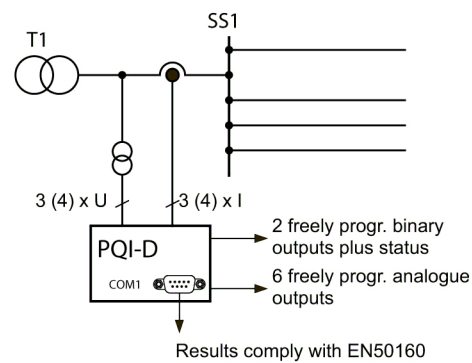 SS1
T1
3 (4) x U
3 (4) x I
PQI-D
COM1
2 freely progr. binary
outputs plus status
6 freely progr. analogue
outputs
Results comply with EN50160